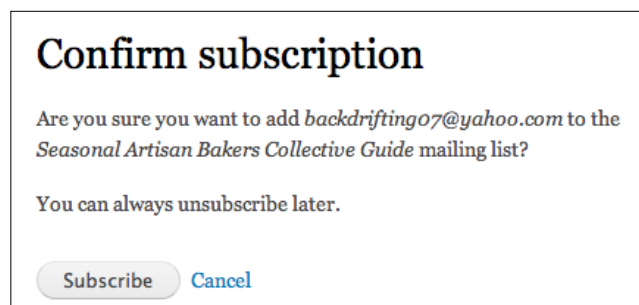 Confirm subscription
Are you sure you want to add backdrifting07@yahoo.com to the
Seasonal Artisan Bakers Collective Guide mailing list?
You can always unsubscribe later.
Subscribe Cancel